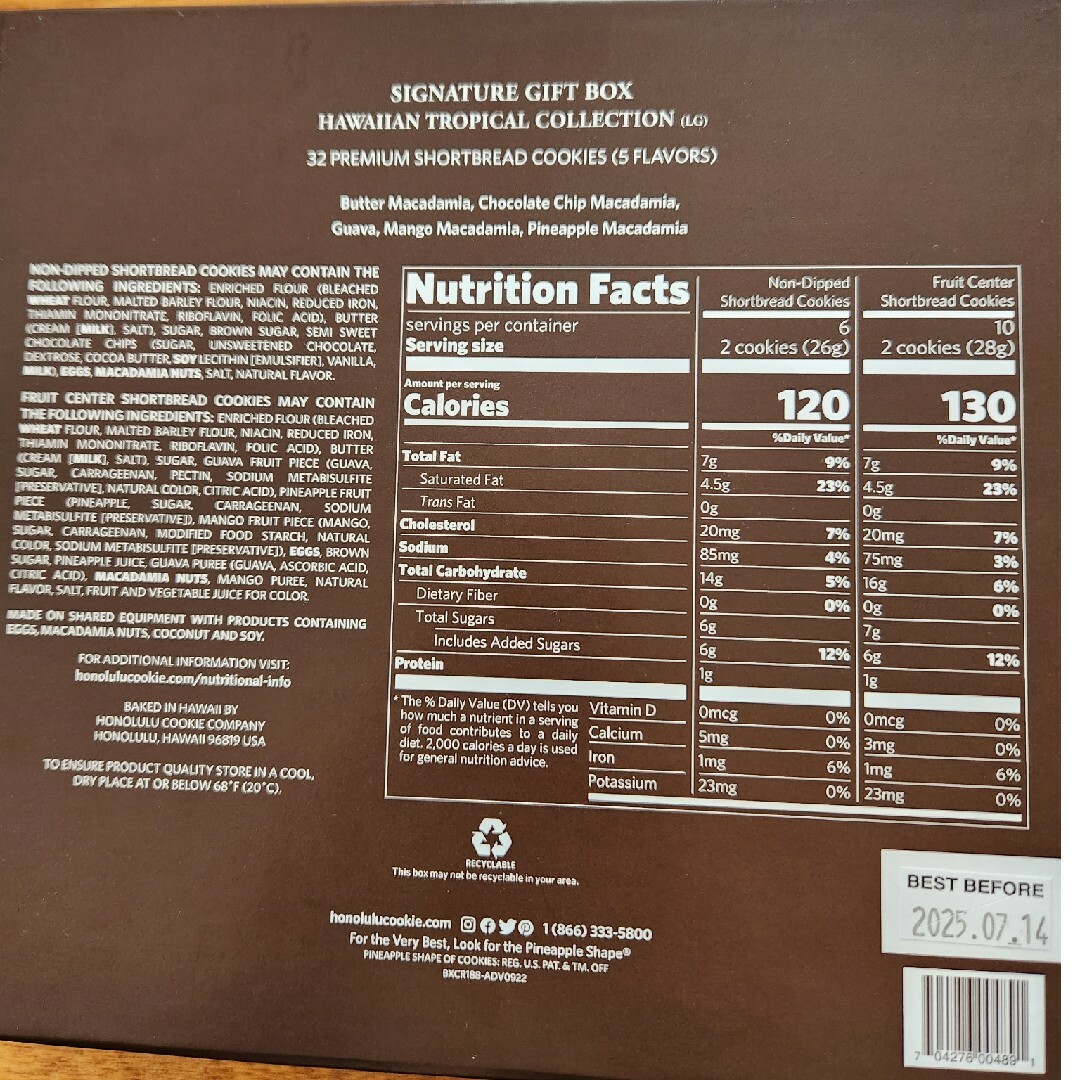 SIGNATURE GIFT BOX
HAWAIIAN TROPICAL COLLECTION (LG)
32 PREMIUM SHORTBREAD COOKIES (5 FLAVORS)
Butter Macadamia, Chocolate Chip Macadamia,
Guava, Mango Macadamia, Pineapple Macadamia
NON-DIPPED SHORTBREAD COOKIES MAY CONTAIN THE
FOLLOWING INGREDIENTS: ENRICHED FLOUR (BLEACHED
WHEAT FLOUR, MALTED BARLEY FLOUR, NIACIN, REDUCED IRON,
THIAMIN MONONITRATE, RIBOFLAVIN, FOLIC ACID), BUTTER
(CREAM [MILK], SALT), SUGAR, BROWN SUGAR, SEMI SWEET
CHOCOLATE CHIPS (SUGAR, UNSWEETENED CHOCOLATE,
DEXTROSE, COCOA BUTTER, SOY LECITHIN [EMULSIFIER], VANILLA,
MILK), EGGS, MACADAMIA NUTS, SALT, NATURAL FLAVOR.
FRUIT CENTER SHORTBREAD COOKIES MAY CONTAIN
THE FOLLOWING INGREDIENTS: ENRICHED FLOUR (BLEACHED
WHEAT FLOUR, MALTED BARLEY FLOUR, NIACIN, REDUCED IRON,
THIAMIN MONONITRATE, RIBOFLAVIN, FOLIC ACID), BUTTER
(CREAM [MILK], SALT), SUGAR, GUAVA FRUIT PIECE (GUAVA,
SUGAR, CARRAGEENAN, PECTIN, SODIUM METABISULFITE
[PRESERVATIVE], NATURAL COLOR, CITRIC ACID), PINEAPPLE FRUIT
PIECE (PINEAPPLE, SUGAR, CARRAGEENAN, SODIUM
METABISULFITE [PRESERVATIVE]), MANGO FRUIT PIECE (MANGO,
SUGAR, CARRAGEENAN, MODIFIED FOOD STARCH, NATURAL
COLOR, SODIUM METABISULFITE [PRESERVATIVE]), EGGS, BROWN
SUGAR, PINEAPPLE JUICE, GUAVA PUREE (GUAVA, ASCORBIC ACID,
CITRIC ACID), MACADAMIA NUTS, MANGO PUREE, NATURAL
FLAVOR, SALT, FRUIT AND VEGETABLE JUICE FOR COLOR.
MADE ON SHARED EQUIPMENT WITH PRODUCTS CONTAINING
EGGS, MACADAMIA NUTS, COCONUT AND SOY.
FOR ADDITIONAL INFORMATION VISIT:
honolulucookie.com/nutritional-info
BAKED IN HAWAII BY
HONOLULU COOKIE COMPANY
HONOLULU, HAWAII 96819 USA
TO ENSURE PRODUCT QUALITY STORE IN A COOL,
DRY PLACE AT OR BELOW 68°F (20°C).
Nutrition Facts
Non-Dipped
Shortbread Cookies
Fruit Center
Shortbread Cookies
servings per container 6 10
Serving size 2 cookies (26g) 2 cookies (28g)
Amount per serving
Calories 120 130
%Daily Value* %Daily Value*
Total Fat 7g 9% 7g 9%
Saturated Fat 4.5g 23% 4.5g 23%
Trans Fat 0g 0g
Cholesterol 20mg 7% 20mg 7%
Sodium 85mg 4% 75mg 3%
Total Carbohydrate 14g 5% 16g 6%
Dietary Fiber 0g 0% 0g 0%
Total Sugars 6g 7g
Includes Added Sugars 6g 12% 6g 12%
Protein 1g 1g
Vitamin D 0mcg 0% 0mcg 0%
Calcium 5mg 0% 3mg 0%
Iron 1mg 6% 1mg 6%
Potassium 23mg 0% 23mg 0%
* The % Daily Value (DV) tells you
how much a nutrient in a serving
of food contributes to a daily
diet. 2,000 calories a day is used
for general nutrition advice.
RECYCLABLE
This box may not be recyclable in your area.
honolulucookie.com 1 (866) 333-5800
For the Very Best, Look for the Pineapple Shape®
PINEAPPLE SHAPE OF COOKIES: REG. U.S. PAT. & TM. OFF
BXCR188-ADV0922
BEST BEFORE
2025.07.14
7 04276 00489 1